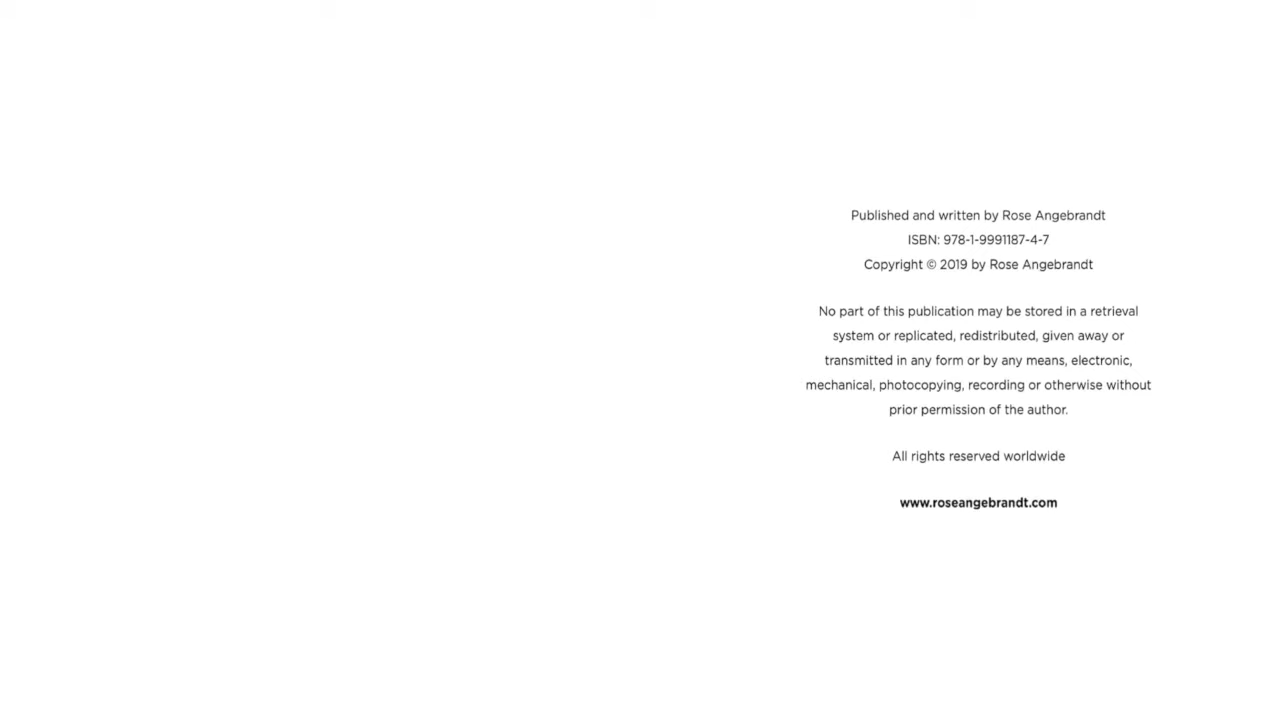 Published and written by Rose Angebrandt
ISBN: 978-1-9991187-4-7
Copyright © 2019 by Rose Angebrandt
No part of this publication may be stored in a retrieval
system or replicated, redistributed, given away or
transmitted in any form or by any means, electronic,
mechanical, photocopying, recording or otherwise without
prior permission of the author.
All rights reserved worldwide
www.roseangebrandt.com